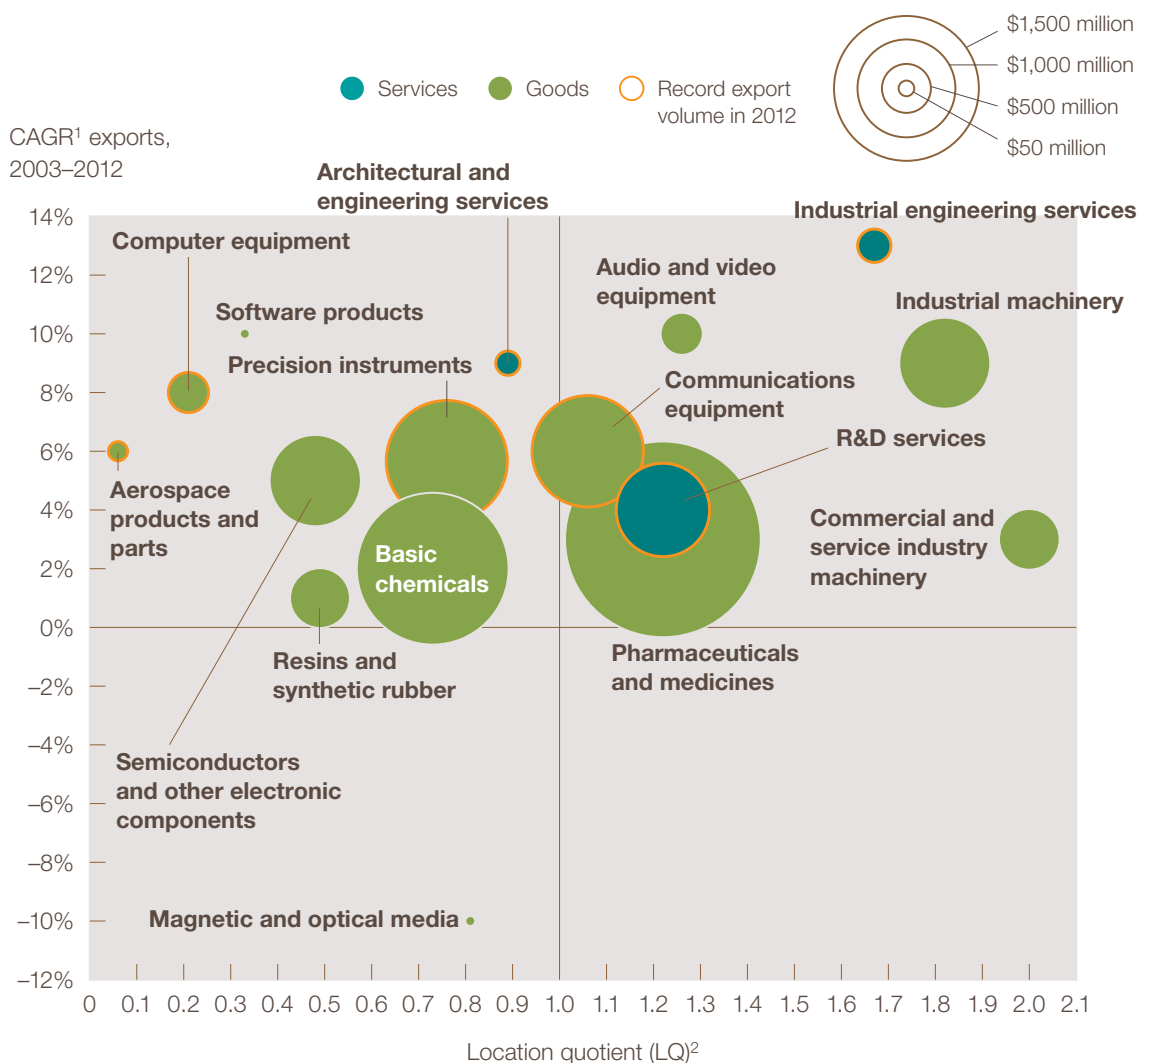 $1,500 million
$1,000 million
$500 million
$50 million
Services
Goods
Record export
volume in 2012
CAGR¹ exports,
2003–2012
Architectural and
engineering services
Industrial engineering services
Computer equipment
Audio and video
equipment
Industrial machinery
Software products
Precision instruments
Communications
equipment
R&D services
Aerospace
products and
parts
Commercial and
service industry
machinery
Basic
chemicals
Resins and
synthetic rubber
Pharmaceuticals
and medicines
Semiconductors
and other electronic
components
Magnetic and optical media
14%
12%
10%
8%
6%
4%
2%
0%
–2%
–4%
–6%
–8%
–10%
–12%
0 0.1 0.2 0.3 0.4 0.5 0.6 0.7 0.8 0.9 1.0 1.1 1.2 1.3 1.4 1.5 1.6 1.7 1.8 1.9 2.0 2.1
Location quotient (LQ)²